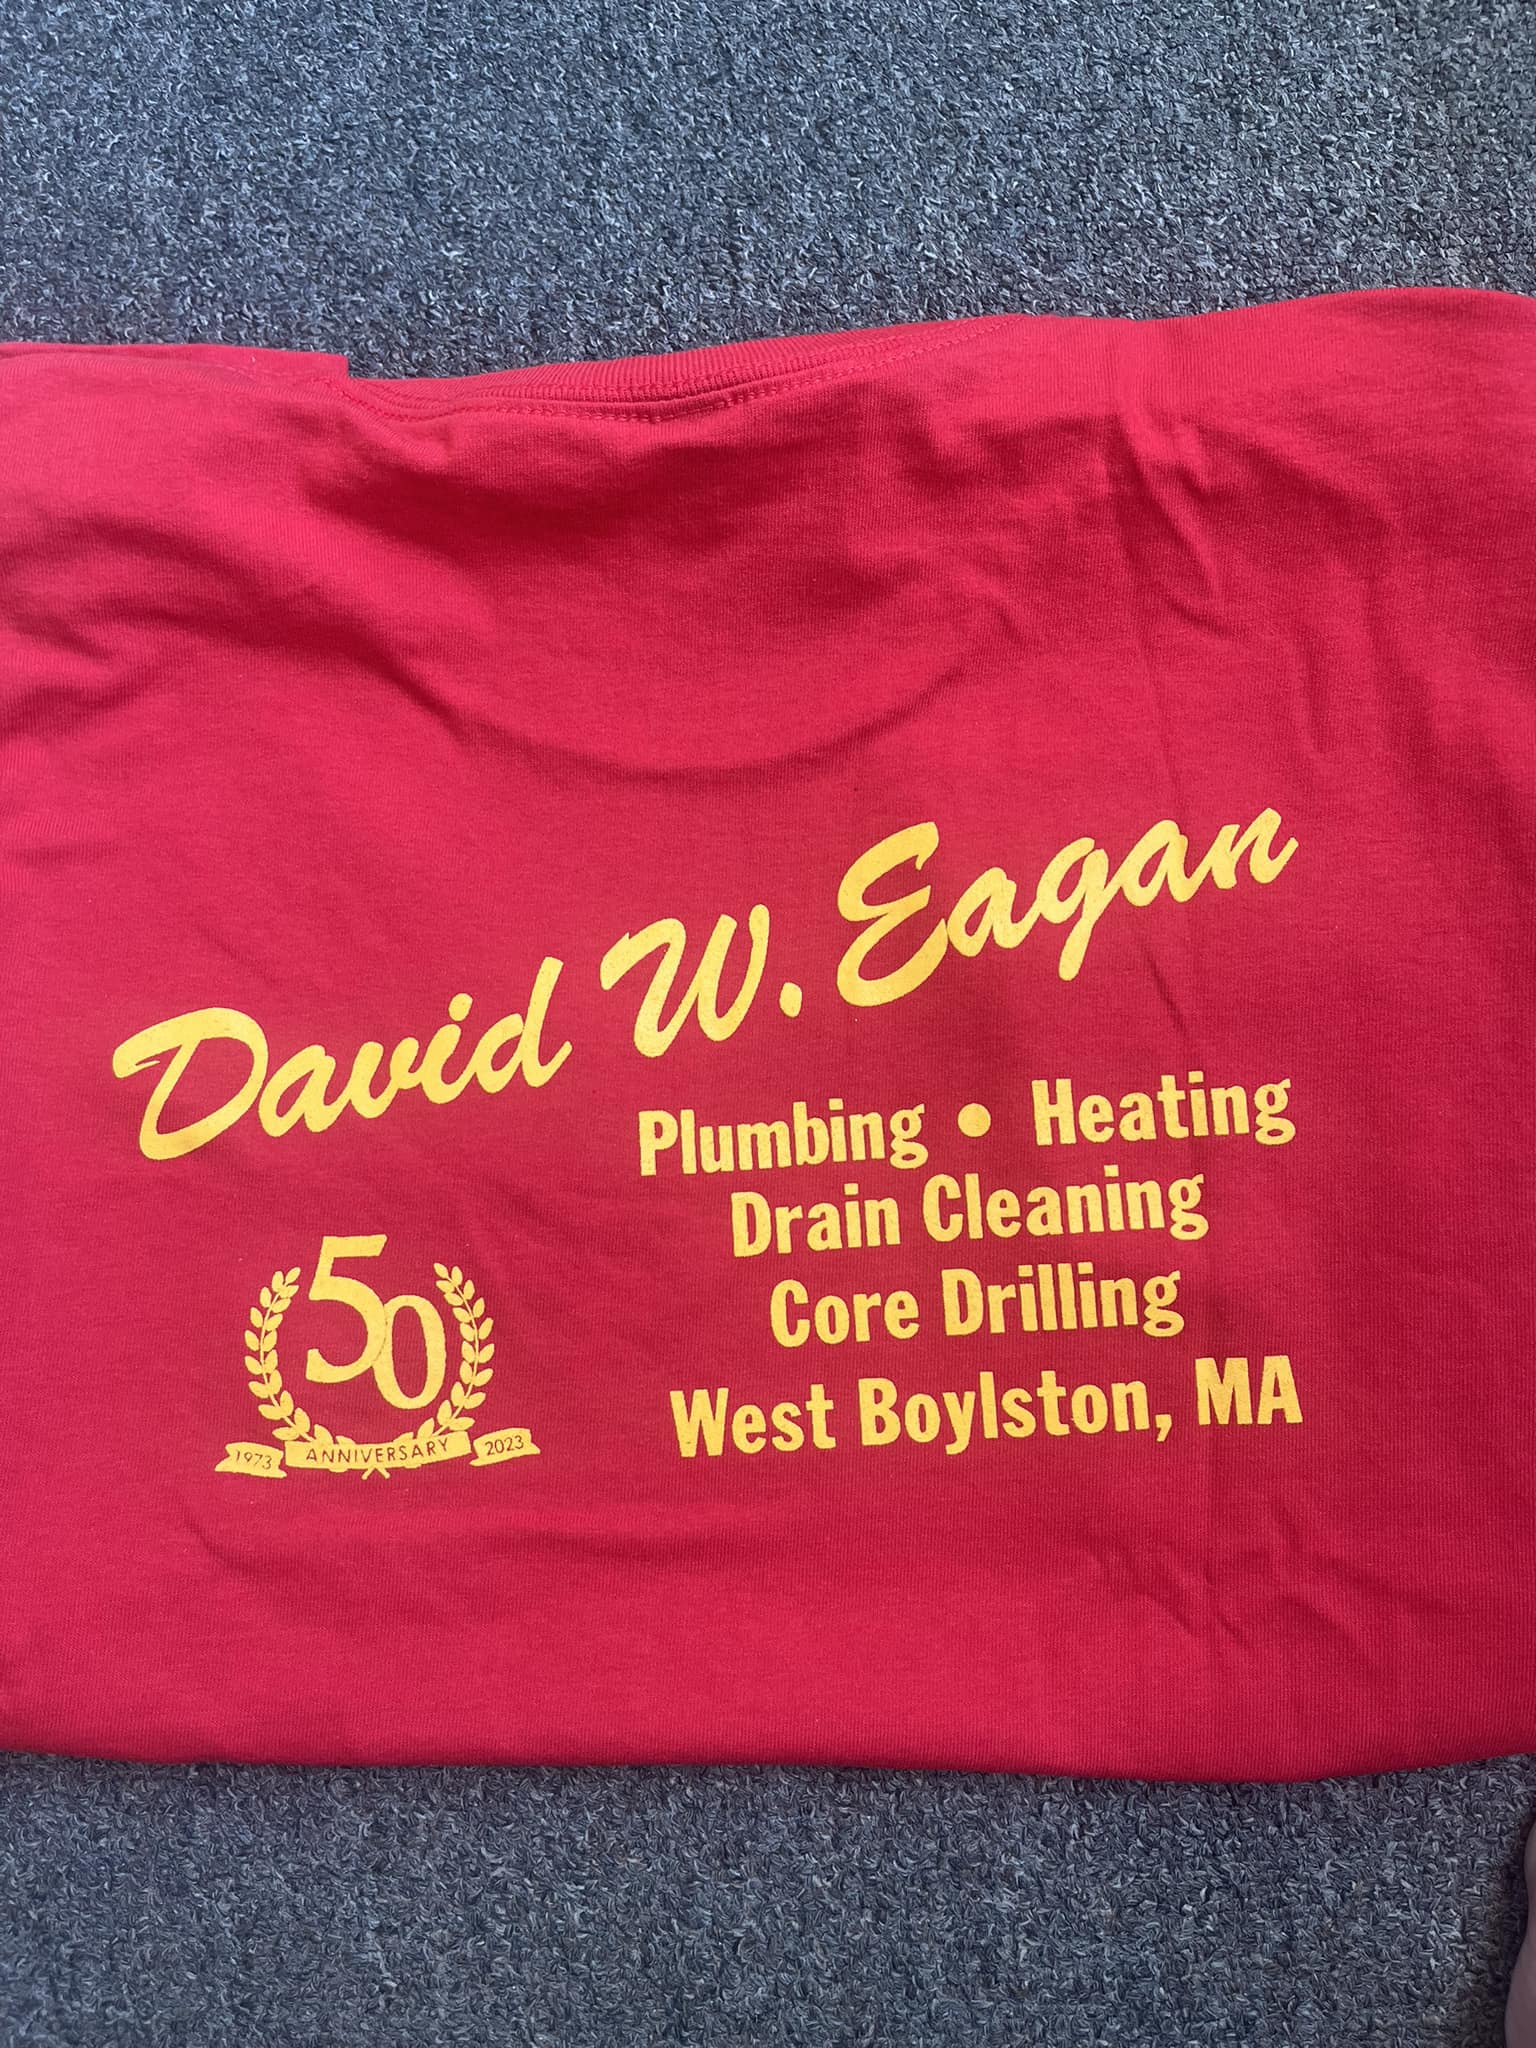 David W. Eagan
Plumbing • Heating
Drain Cleaning
Core Drilling
West Boylston, MA
50
1973 ANNIVERSARY 2023